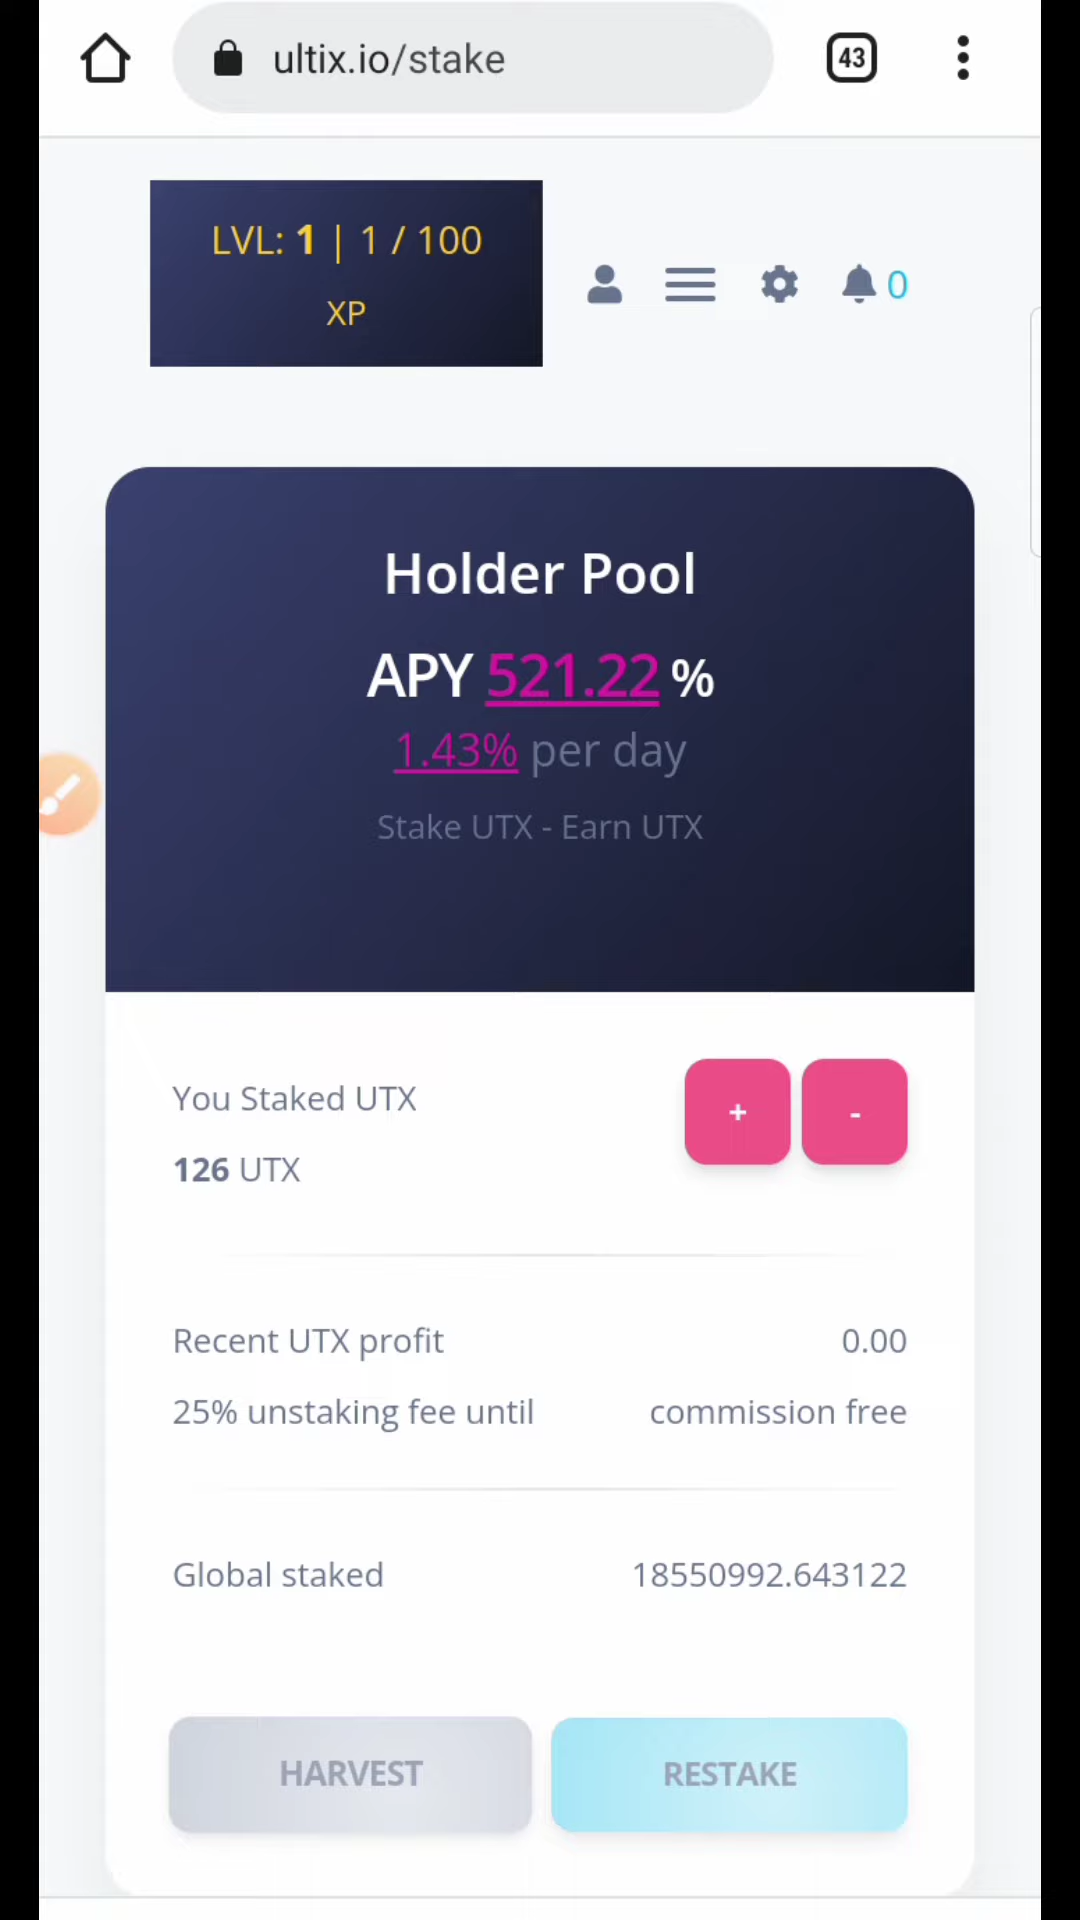 ultix.io/stake
43
LVL: 1 | 1 / 100
XP
0
Holder Pool
APY 521.22 %
1.43% per day
Stake UTX - Earn UTX
You Staked UTX
+ -
126 UTX
Recent UTX profit 0.00
25% unstaking fee until commission free
Global staked 18550992.643122
HARVEST RESTAKE